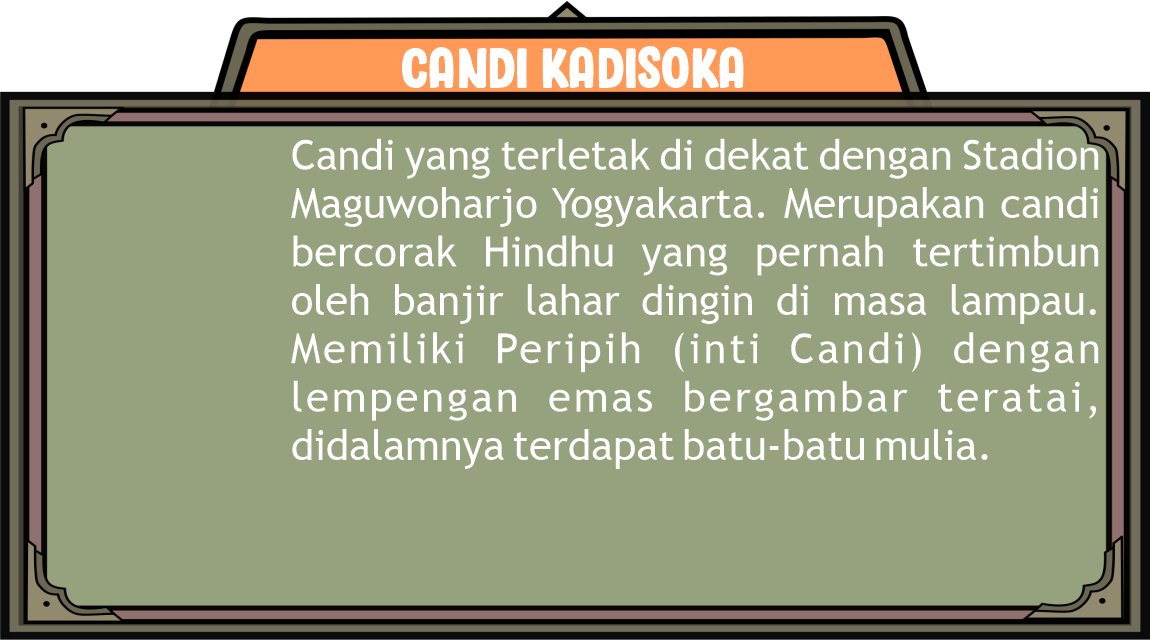 CANDI KADISOKA
Candi yang terletak di dekat dengan Stadion
Maguwoharjo Yogyakarta. Merupakan candi
bercorak Hindhu yang pernah tertimbun
oleh banjir lahar dingin di masa lampau.
Memiliki Peripih (inti Candi) dengan
lempengan emas bergambar teratai,
didalamnya terdapat batu-batu mulia.